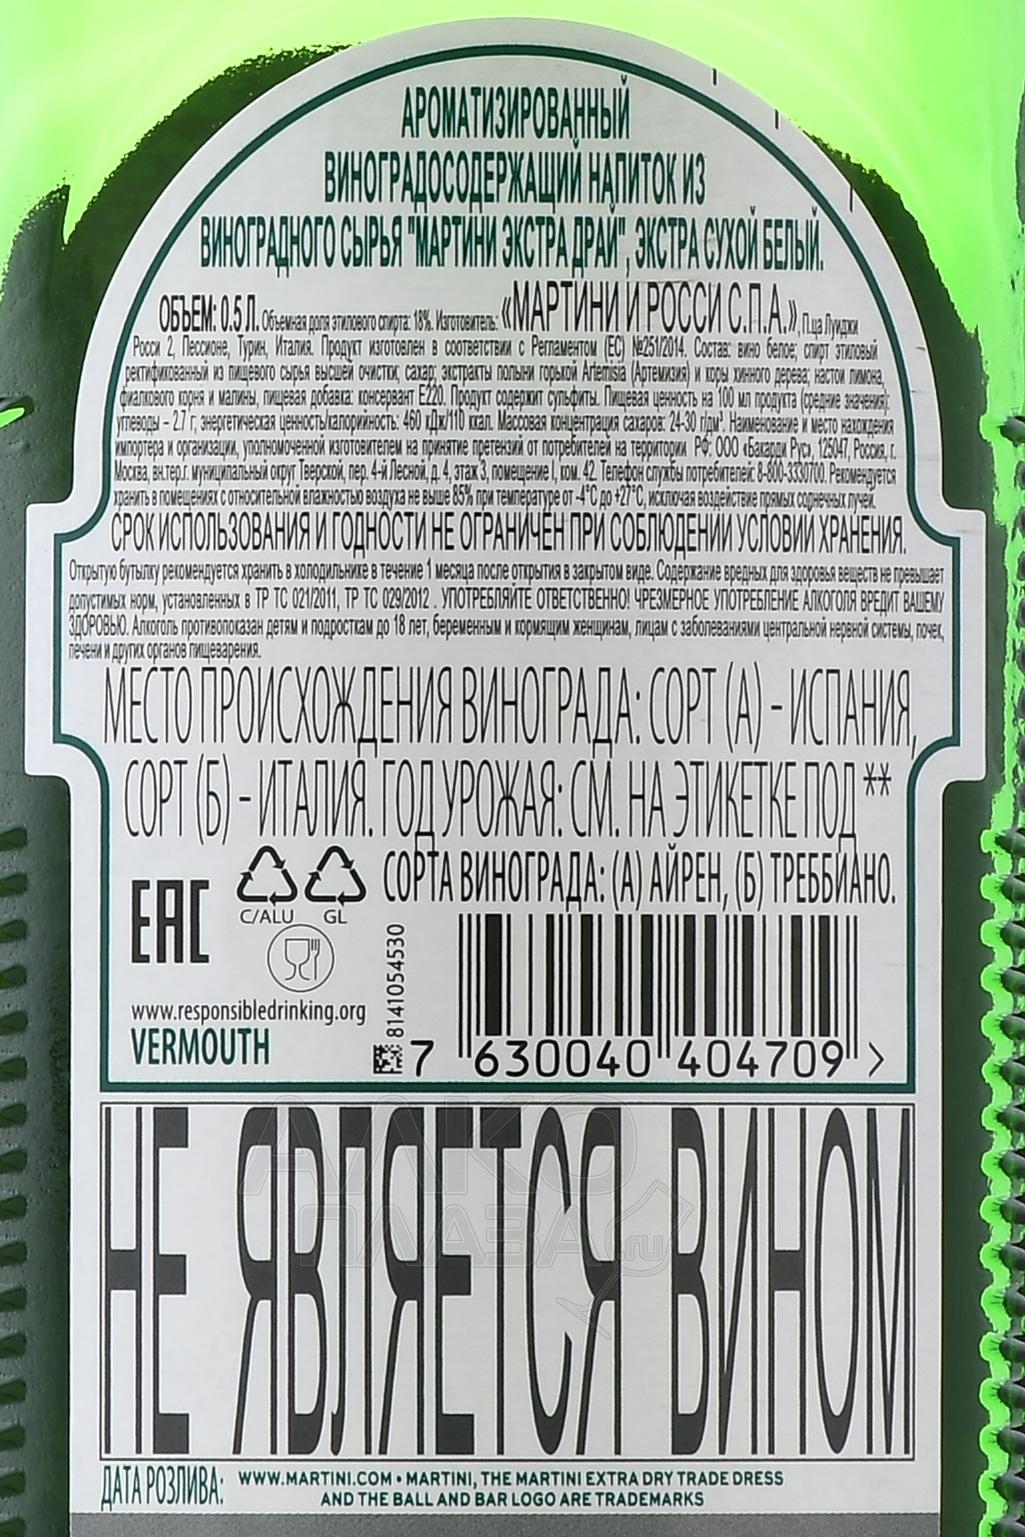 АРОМАТИЗИРОВАННЫЙ
ВИНОГРАДОСОДЕРЖАЩИЙ НАПИТОК ИЗ
ВИНОГРАДНОГО СЫРЬЯ "МАРТИНИ ЭКСТРА ДРАЙ", ЭКСТРА СУХОЙ БЕЛЫЙ.
ОБЪЕМ: 0.5 Л. Объемная доля этилового спирта: 18%. Изготовитель: «МАРТИНИ И РОССИ С.П.А.», П.ца Луиджи
Росси 2, Пессионе, Турин, Италия. Продукт изготовлен в соответствии с Регламентом (ЕС) №251/2014. Состав: вино белое; спирт этиловый
ректификованный из пищевого сырья высшей очистки; сахар; экстракты полыни горькой Artemisia (Артемизия) и коры хинного дерева; настои лимона,
фиалкового корня и малины, пищевая добавка: консервант Е220. Продукт содержит сульфиты. Пищевая ценность на 100 мл продукта (средние значения):
углеводы – 2.7 г, энергетическая ценность/калорийность: 460 кДж/110 ккал. Массовая концентрация сахаров: 24-30 г/дм³. Наименование и место нахождения
импортера и организации, уполномоченной изготовителем на принятие претензий от потребителей на территории РФ: ООО «Бакарди Рус», 125047, Россия, г.
Москва, вн.тер.г. муниципальный округ Тверской, пер. 4-й Лесной, д. 4, этаж 3, помещение I, ком. 42. Телефон службы потребителей: 8-800-3330700. Рекомендуется
хранить в помещениях с относительной влажностью воздуха не выше 85% при температуре от -4°С до +27°С, исключая воздействие прямых солнечных лучей.
СРОК ИСПОЛЬЗОВАНИЯ И ГОДНОСТИ НЕ ОГРАНИЧЕН ПРИ СОБЛЮДЕНИИ УСЛОВИЙ ХРАНЕНИЯ.
Открытую бутылку рекомендуется хранить в холодильнике в течение 1 месяца после открытия в закрытом виде. Содержание вредных для здоровья веществ не превышает
допустимых норм, установленных в ТР ТС 021/2011, ТР ТС 029/2012 . УПОТРЕБЛЯЙТЕ ОТВЕТСТВЕННО! ЧРЕЗМЕРНОЕ УПОТРЕБЛЕНИЕ АЛКОГОЛЯ ВРЕДИТ ВАШЕМУ
ЗДОРОВЬЮ. Алкоголь противопоказан детям и подросткам до 18 лет, беременным и кормящим женщинам, лицам с заболеваниями центральной нервной системы, почек,
печени и других органов пищеварения.
МЕСТО ПРОИСХОЖДЕНИЯ ВИНОГРАДА: СОРТ (А) – ИСПАНИЯ,
СОРТ (Б) – ИТАЛИЯ. ГОД УРОЖАЯ: СМ. НА ЭТИКЕТКЕ ПОД **
СОРТА ВИНОГРАДА: (А) АЙРЕН, (Б) ТРЕББИАНО.
EAC
C/ALU GL
www.responsibledrinking.org
VERMOUTH
8141054530
7 630040 404709 >
НЕ ЯВЛЯЕТСЯ ВИНОМ
АЛКО
ПЛАЗА.ru
ДАТА РОЗЛИВА:
WWW.MARTINI.COM • MARTINI, THE MARTINI EXTRA DRY TRADE DRESS
AND THE BALL AND BAR LOGO ARE TRADEMARKS